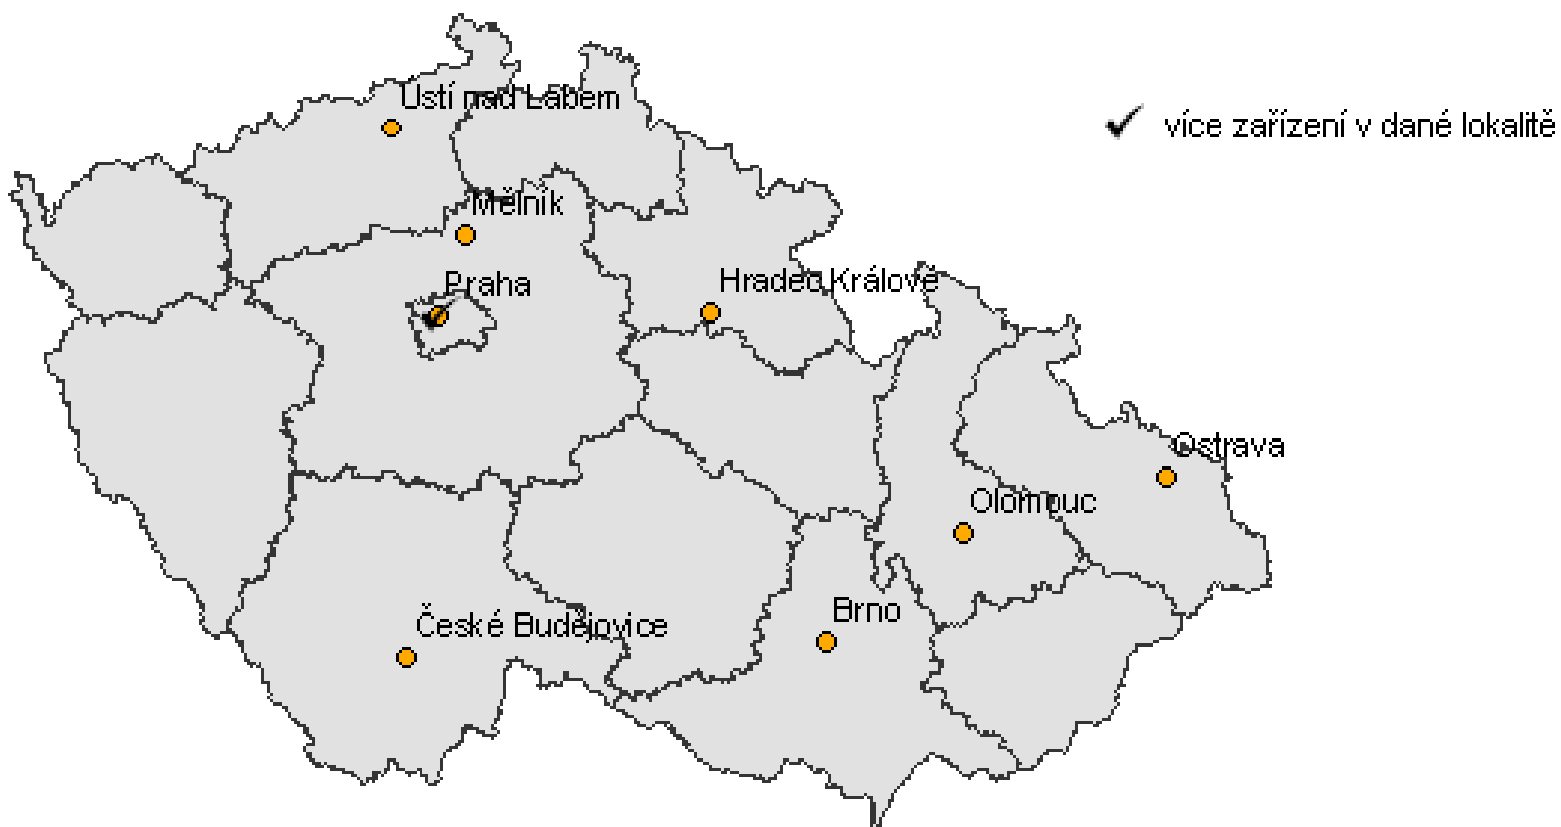 Ústí nad Labem
více zařízení v dané lokalitě
Mělník
Praha
Hradec Králové
Ostrava
Olomouc
Brno
České Budějovice